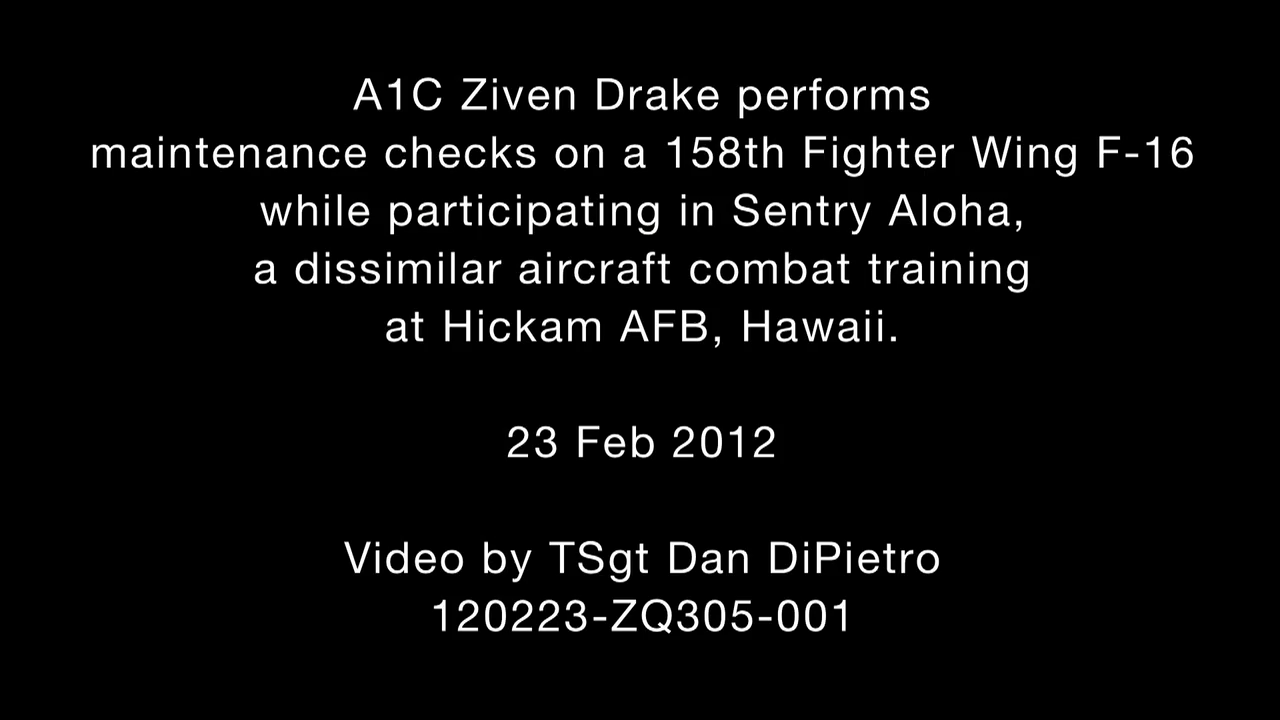 A1C Ziven Drake performs
maintenance checks on a 158th Fighter Wing F-16
while participating in Sentry Aloha,
a dissimilar aircraft combat training
at Hickam AFB, Hawaii.
23 Feb 2012
Video by TSgt Dan DiPietro
120223-ZQ305-001